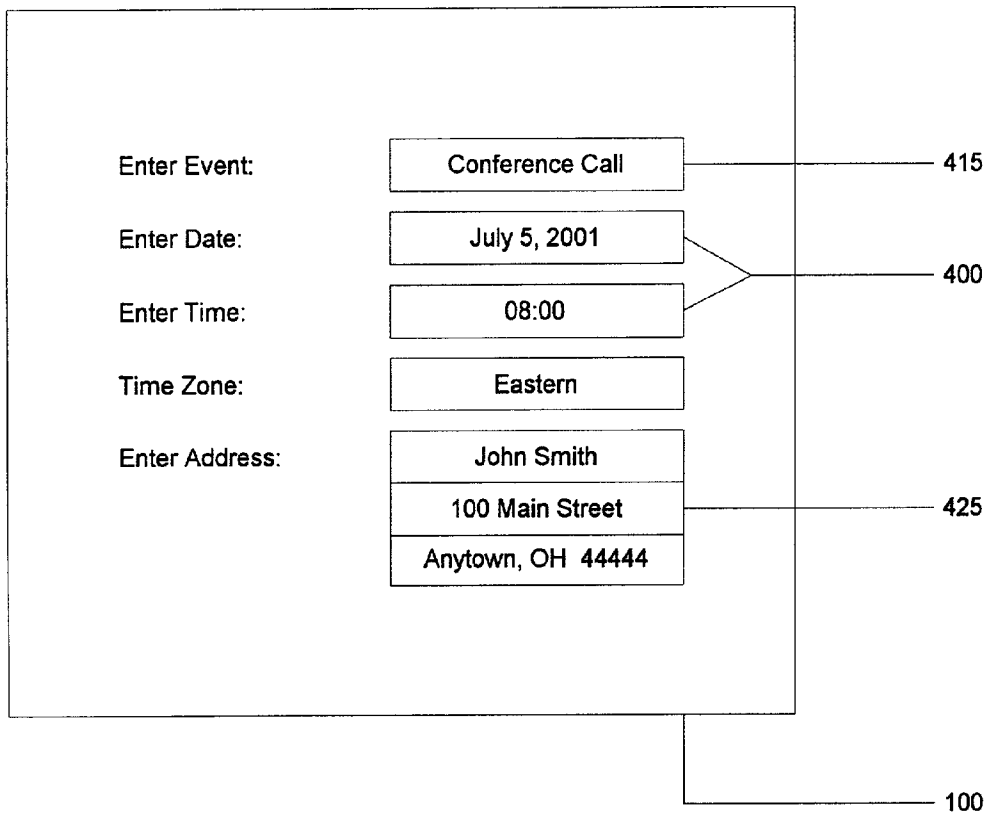 Enter Event: Conference Call 415
Enter Date: July 5, 2001
400
Enter Time: 08:00
Time Zone: Eastern
Enter Address: John Smith
100 Main Street 425
Anytown, OH 44444
100